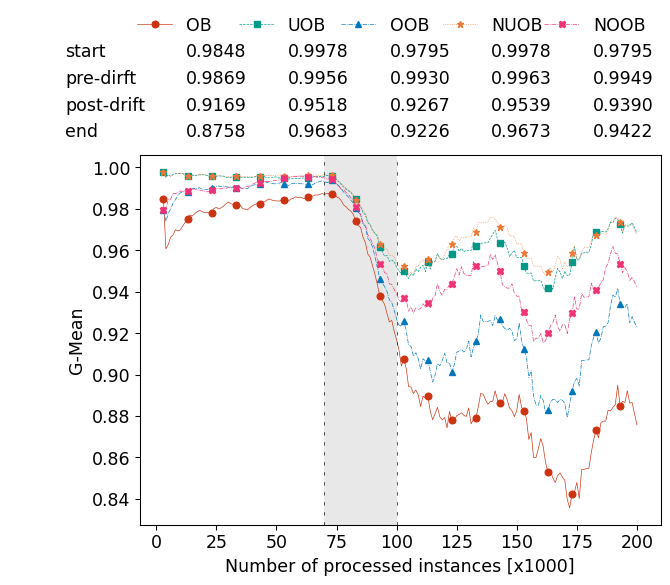 OB UOB OOB NUOB NOOB
start 0.9848 0.9978 0.9795 0.9978 0.9795
pre-dirft 0.9869 0.9956 0.9930 0.9963 0.9949
post-drift 0.9169 0.9518 0.9267 0.9539 0.9390
end 0.8758 0.9683 0.9226 0.9673 0.9422
1.00
0.98
0.96
0.94
0.92
0.90
0.88
0.86
0.84
G-Mean
0 25 50 75 100 125 150 175 200
Number of processed instances [x1000]